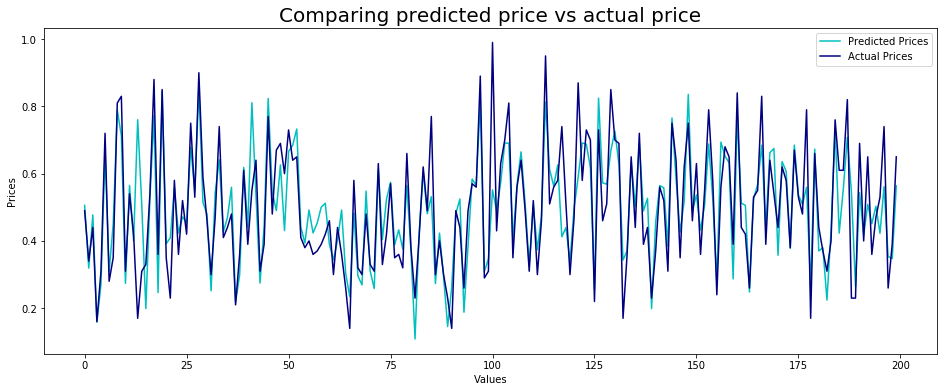 Comparing predicted price vs actual price
Predicted Prices
Actual Prices
Prices
1.0
0.8
0.6
0.4
0.2
0
25
50
75
100
125
150
175
200
Values